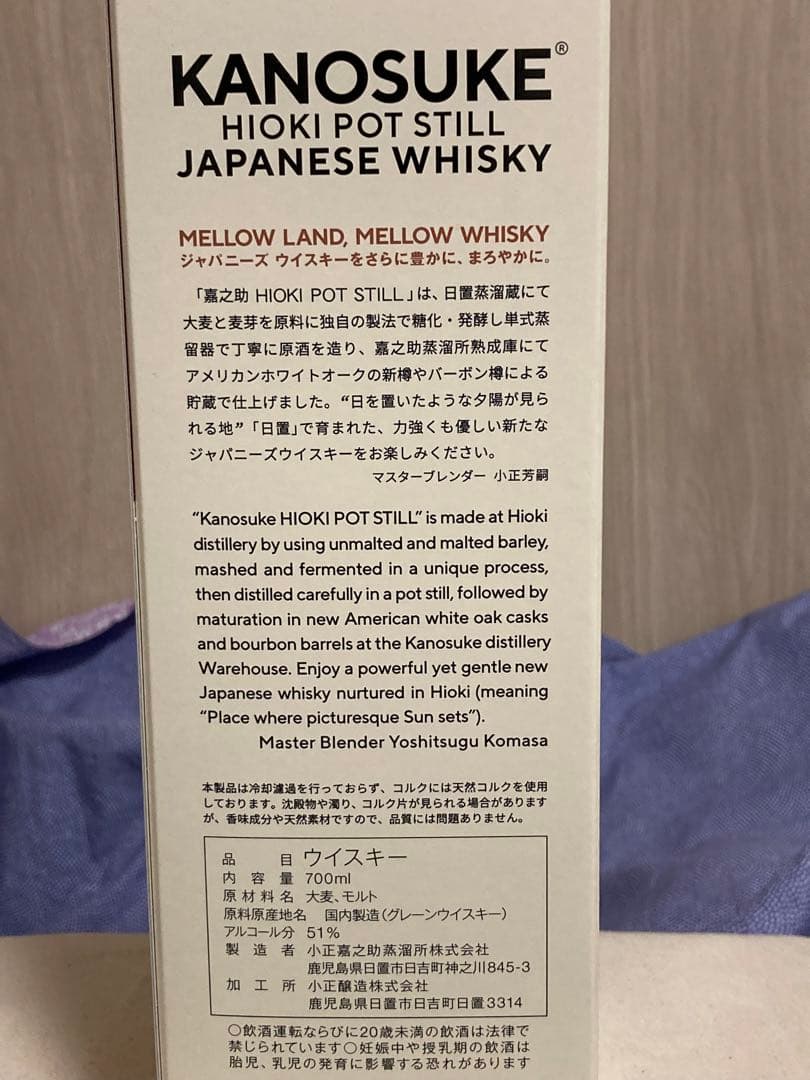 KANOSUKE®
HIOKI POT STILL
JAPANESE WHISKY
MELLOW LAND, MELLOW WHISKY
ジャパニーズ ウイスキーをさらに豊かに、まろやかに。
「嘉之助 HIOKI POT STILL」は、日置蒸溜蔵にて
大麦と麦芽を原料に独自の製法で糖化・発酵し単式蒸
留器で丁寧に原酒を造り、嘉之助蒸溜所熟成庫にて
アメリカンホワイトオークの新樽やバーボン樽による
貯蔵で仕上げました。“日を置いたような夕陽が見ら
れる地”「日置」で育まれた、力強くも優しい新たな
ジャパニーズウイスキーをお楽しみください。
マスターブレンダー 小正芳嗣
“Kanosuke HIOKI POT STILL” is made at Hioki
distillery by using unmalted and malted barley,
mashed and fermented in a unique process,
then distilled carefully in a pot still, followed by
maturation in new American white oak casks
and bourbon barrels at the Kanosuke distillery
Warehouse. Enjoy a powerful yet gentle new
Japanese whisky nurtured in Hioki (meaning
“Place where picturesque Sun sets”).
Master Blender Yoshitsugu Komasa
本製品は冷却濾過を行っておらず、コルクには天然コルクを使用
しております。沈殿物や濁り、コルク片が見られる場合があります
が、香味成分や天然素材ですので、品質には問題ありません。
品目 ウイスキー
内容量 700ml
原材料名 大麦、モルト
原料原産地名 国内製造(グレーンウイスキー)
アルコール分 51%
製造者 小正嘉之助蒸溜所株式会社
鹿児島県日置市日吉町神之川845-3
加工所 小正醸造株式会社
鹿児島県日置市日吉町日置3314
○飲酒運転ならびに20歳未満の飲酒は法律で
禁じられています○妊娠中や授乳期の飲酒は
胎児、乳児の発育に影響する恐れがあります